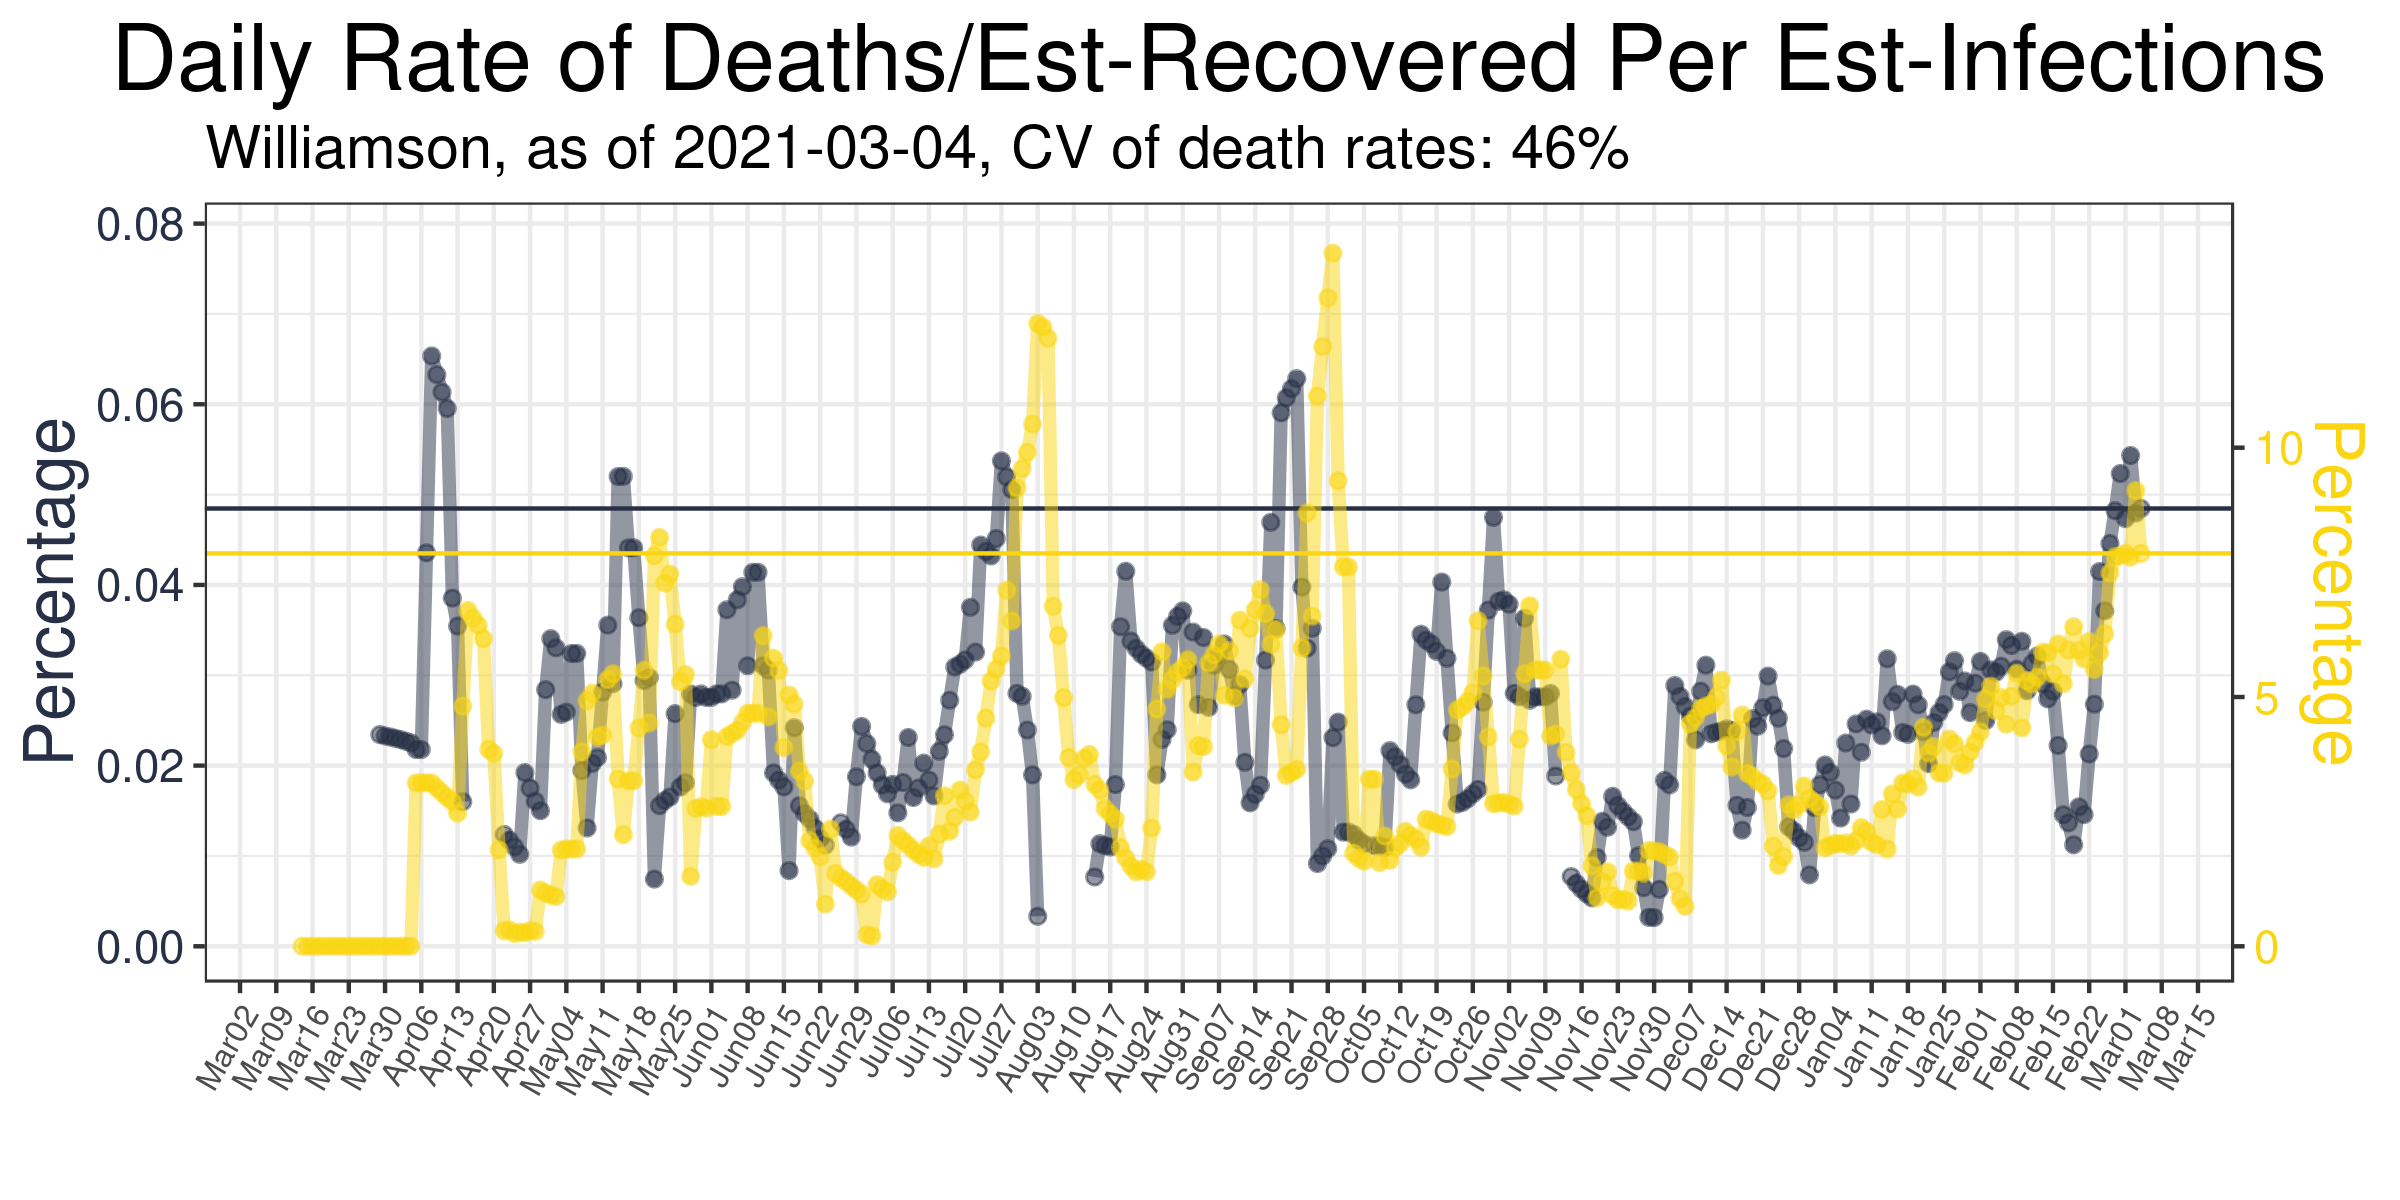 Daily Rate of Deaths/Est-Recovered Per Est-Infections
Williamson, as of 2021-03-04, CV of death rates: 46%
Percentage
0.08
0.06
0.04
0.02
0.00
10
5
0
Percentage
Mar02 Mar09 Mar16 Mar23 Mar30 Apr06 Apr13 Apr20 Apr27 May04 May11 May18 May25 Jun01 Jun08 Jun15 Jun22 Jun29 Jul06 Jul13 Jul20 Jul27 Aug03 Aug10 Aug17 Aug24 Aug31 Sep07 Sep14 Sep21 Sep28 Oct05 Oct12 Oct19 Oct26 Nov02 Nov09 Nov16 Nov23 Nov30 Dec07 Dec14 Dec21 Dec28 Jan04 Jan11 Jan18 Jan25 Feb01 Feb08 Feb15 Feb22 Mar01 Mar08 Mar15